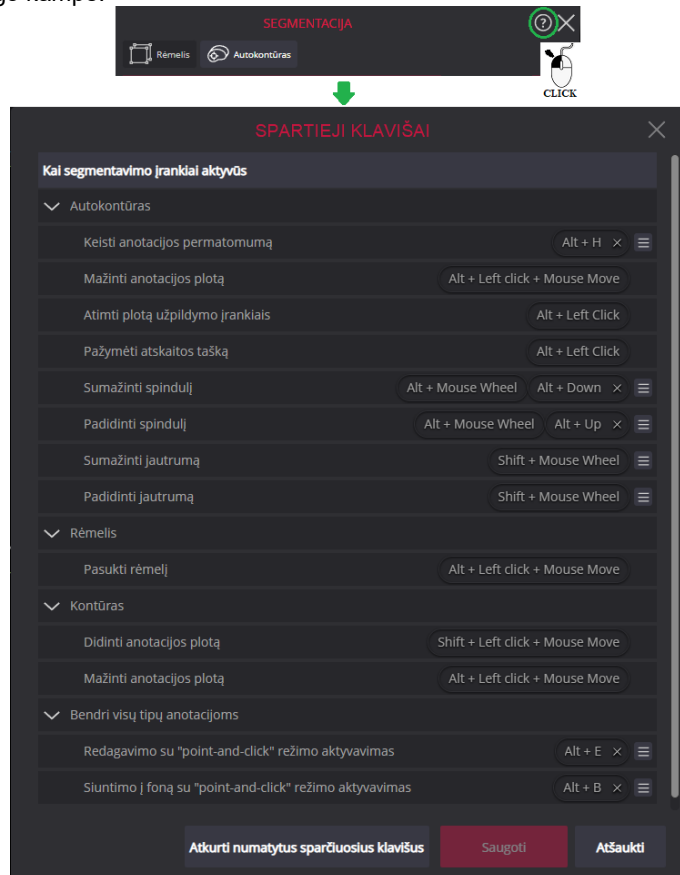 SEGMENTACIJA
Rėmelis Autokontūras
CLICK
SPARTIEJI KLAVIŠAI
Kai segmentavimo įrankiai aktyvūs
Autokontūras
Keisti anotacijos permatomumą Alt + H ×
Mažinti anotacijos plotą Alt + Left click + Mouse Move
Atimti plotą užpildymo įrankiais Alt + Left Click
Pažymėti atskaitos tašką Alt + Left Click
Sumažinti spindulį Alt + Mouse Wheel Alt + Down ×
Padidinti spindulį Alt + Mouse Wheel Alt + Up ×
Sumažinti jautrumą Shift + Mouse Wheel
Padidinti jautrumą Shift + Mouse Wheel
Rėmelis
Pasukti rėmelį Alt + Left click + Mouse Move
Kontūras
Didinti anotacijos plotą Shift + Left click + Mouse Move
Mažinti anotacijos plotą Alt + Left click + Mouse Move
Bendri visų tipų anotacijoms
Redagavimo su "point-and-click" režimo aktyvavimas Alt + E ×
Siuntimo į foną su "point-and-click" režimo aktyvavimas Alt + B ×
Atkurti numatytus sparčiuosius klavišus Saugoti Atšaukti